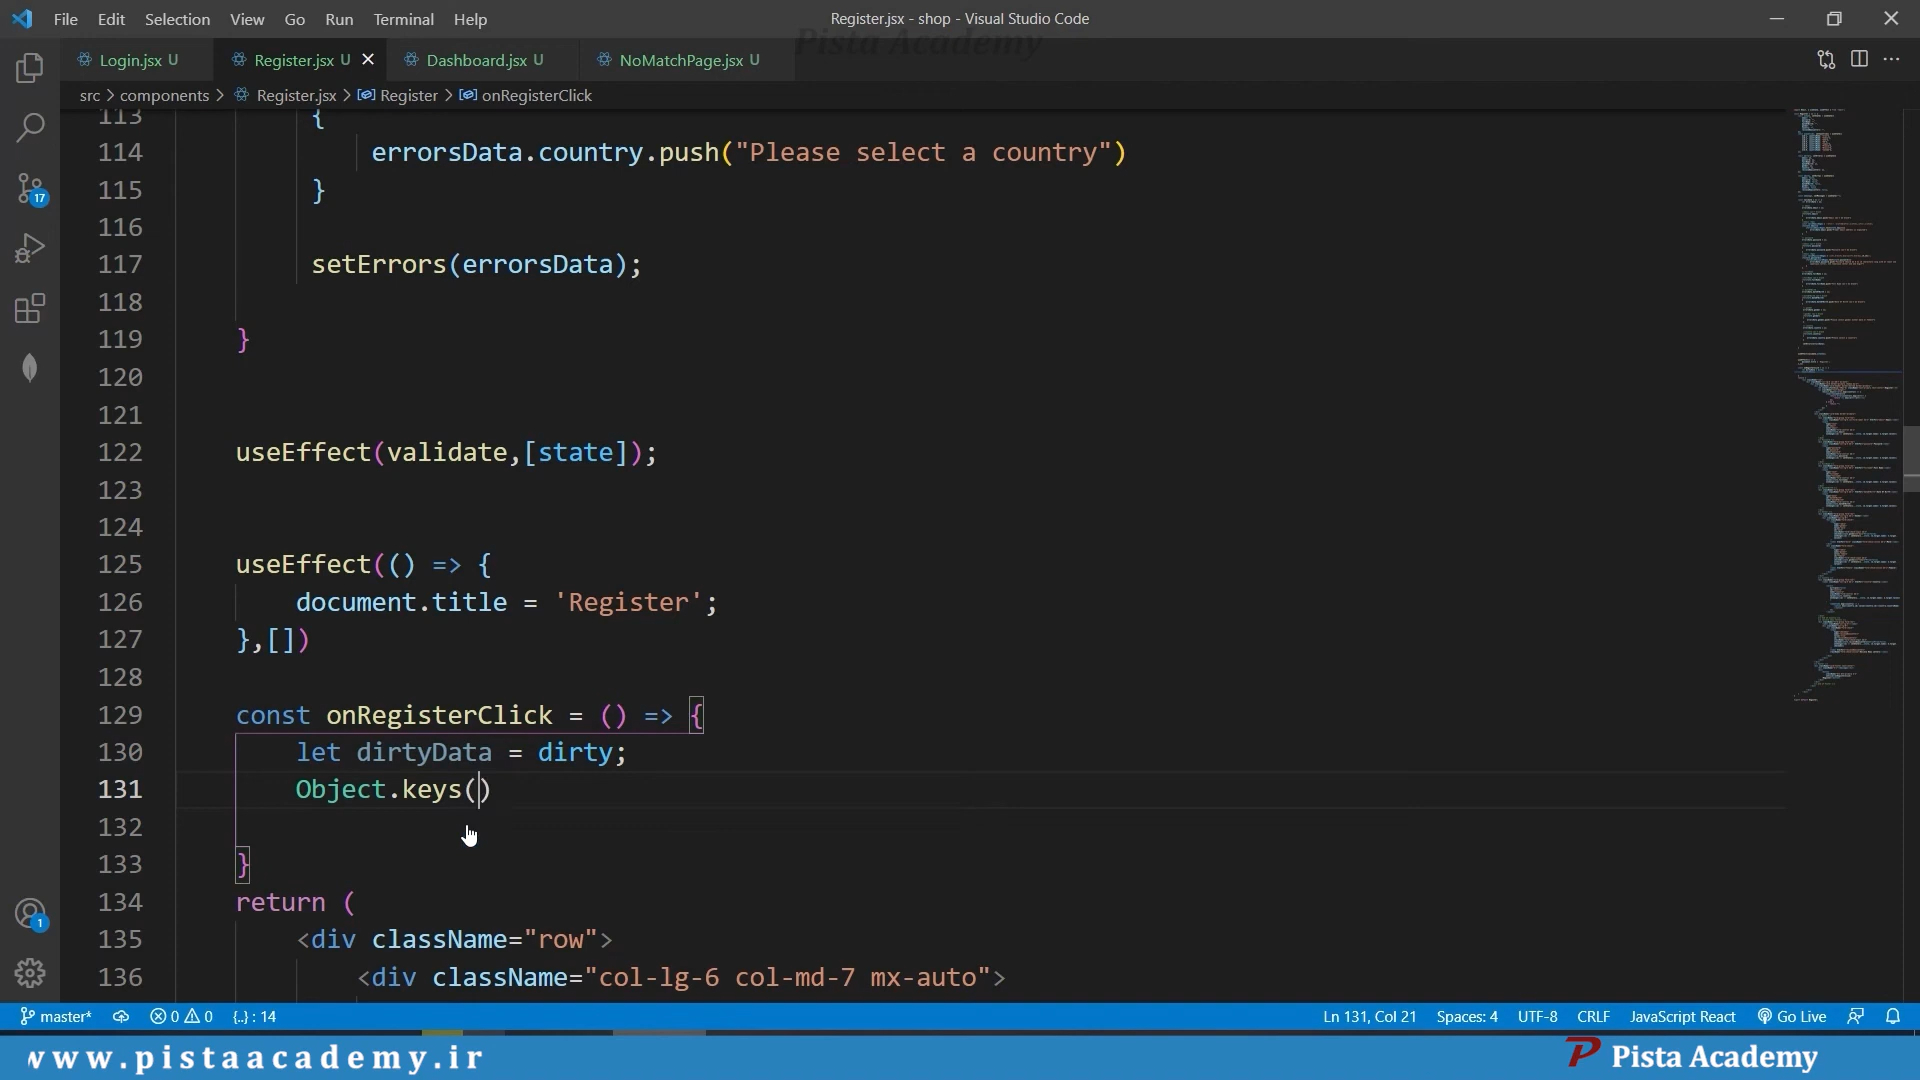 File Edit Selection View Go Run Terminal Help
Register.jsx - shop - Visual Studio Code
Pista Academy
Login.jsx U
Register.jsx U
Dashboard.jsx U
NoMatchPage.jsx U
src > components > Register.jsx > Register > onRegisterClick
113 {
114 errorsData.country.push("Please select a country")
115 }
116
117 setErrors(errorsData);
118
119 }
120
121
122 useEffect(validate,[state]);
123
124
125 useEffect(() => {
126 document.title = 'Register';
127 },[])
128
129 const onRegisterClick = () => {
130 let dirtyData = dirty;
131 Object.keys()
132
133 }
134 return (
135 <div className="row">
136 <div className="col-lg-6 col-md-7 mx-auto">
17
1
master* 0 0 {..} : 14
Ln 131, Col 21 Spaces: 4 UTF-8 CRLF JavaScript React Go Live
www.pistaacademy.ir
Pista Academy